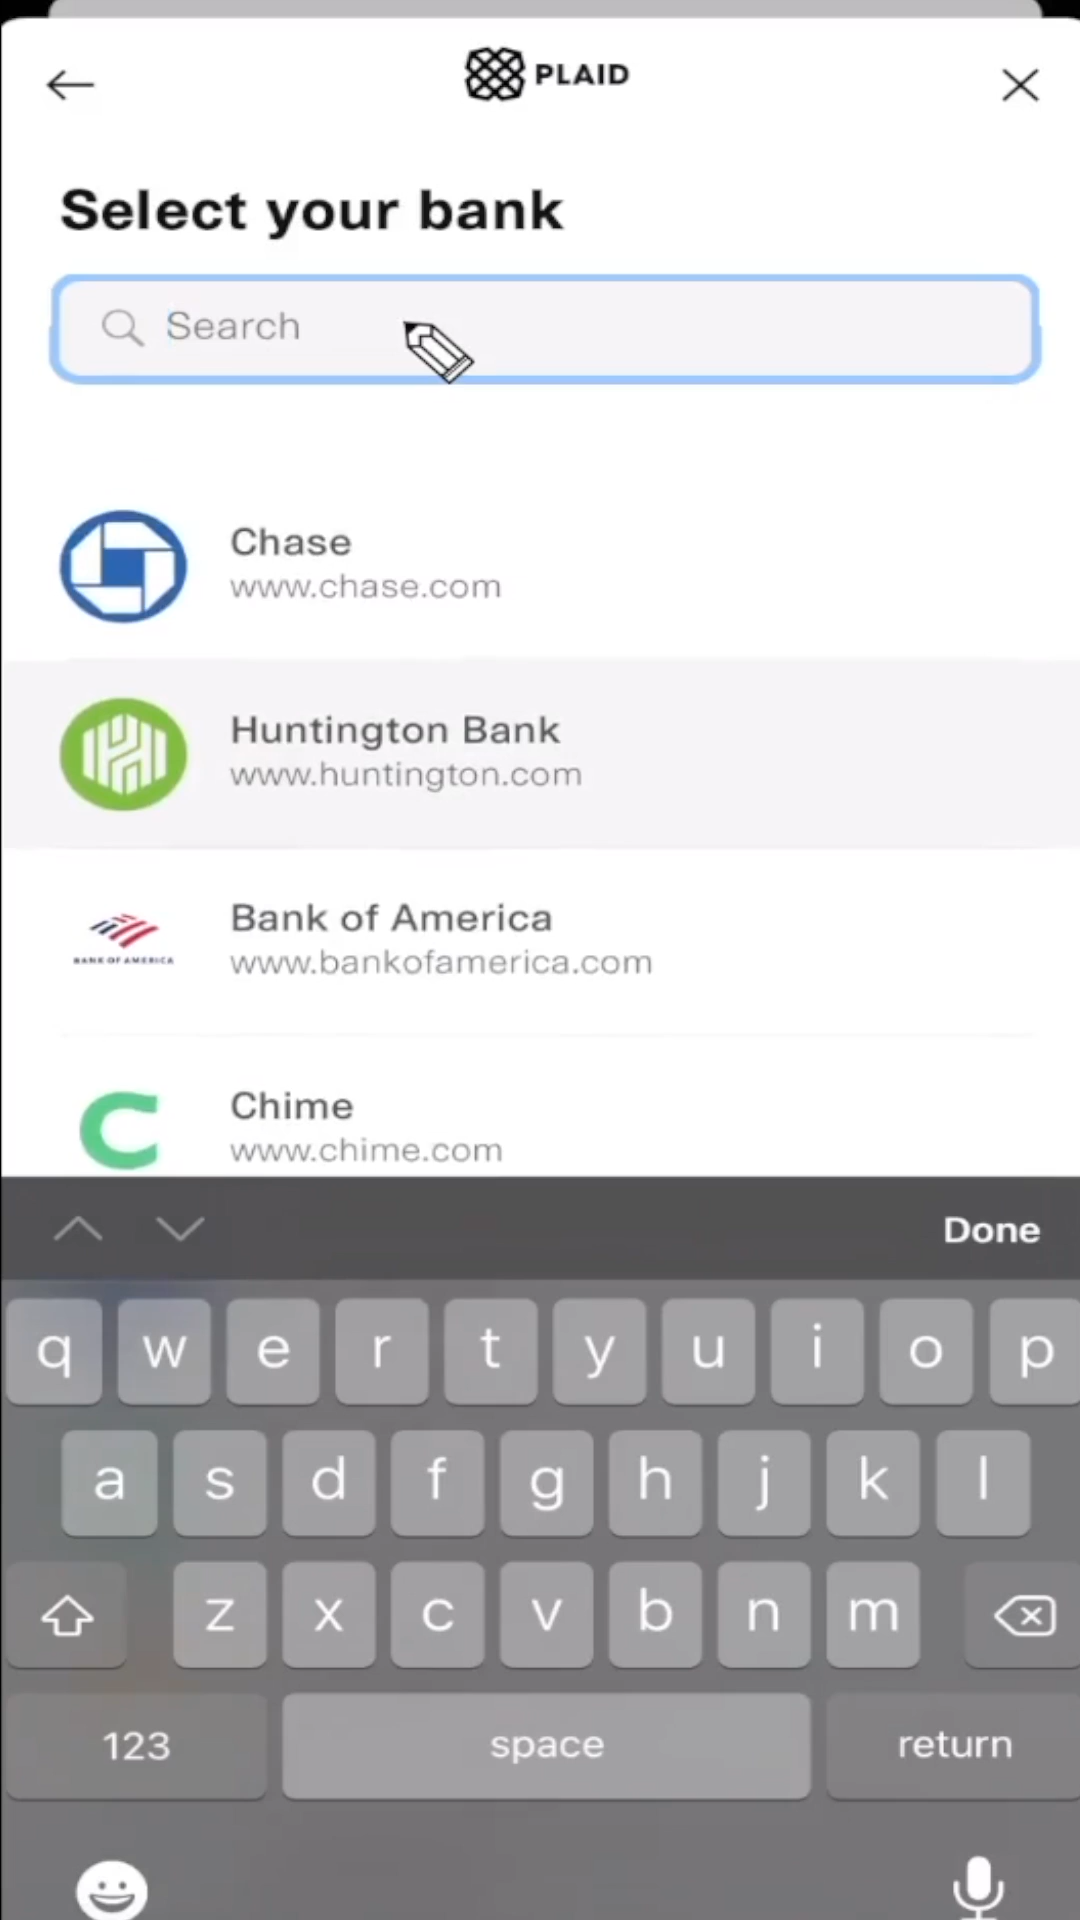 PLAID
Select your bank
Search
Chase
www.chase.com
Huntington Bank
www.huntington.com
BANK OF AMERICA
Bank of America
www.bankofamerica.com
Chime
www.chime.com
Done
q w e r t y u i o p
a s d f g h j k l
z x c v b n m
123 space return